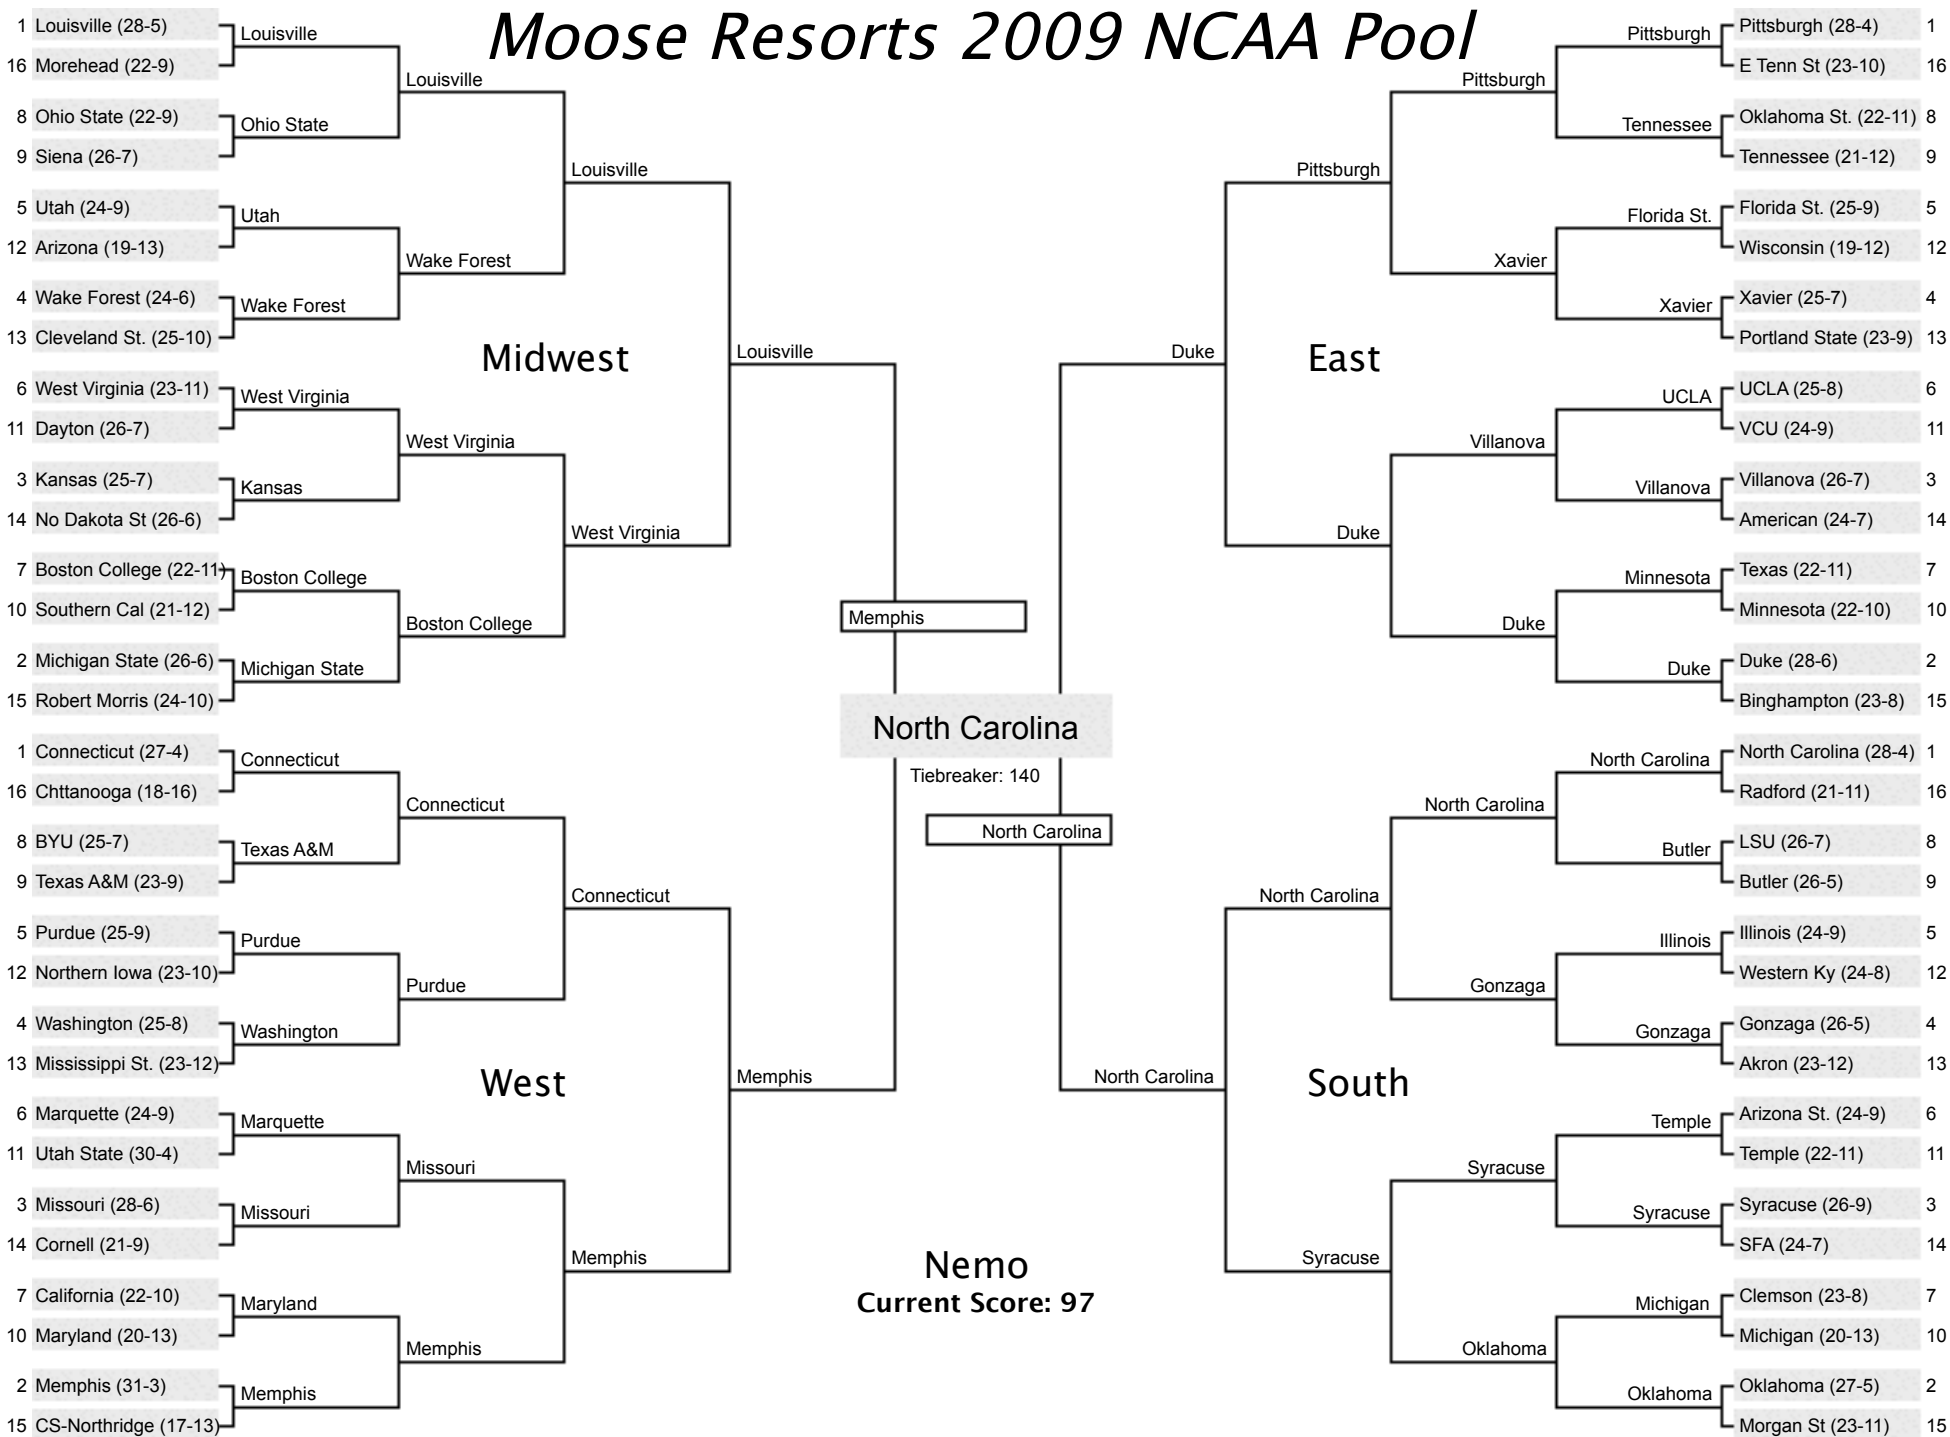 Moose Resorts 2009 NCAA Pool
1 Louisville (28-5)
16 Morehead (22-9)
8 Ohio State (22-9)
9 Siena (26-7)
5 Utah (24-9)
12 Arizona (19-13)
4 Wake Forest (24-6)
13 Cleveland St. (25-10)
6 West Virginia (23-11)
11 Dayton (26-7)
3 Kansas (25-7)
14 No Dakota St (26-6)
7 Boston College (22-11)
10 Southern Cal (21-12)
2 Michigan State (26-6)
15 Robert Morris (24-10)
Louisville
Ohio State
Utah
Wake Forest
West Virginia
Kansas
Boston College
Michigan State
Louisville
Wake Forest
West Virginia
Boston College
Louisville
West Virginia
Midwest
Louisville
1 Connecticut (27-4)
16 Chttanooga (18-16)
8 BYU (25-7)
9 Texas A&M (23-9)
5 Purdue (25-9)
12 Northern Iowa (23-10)
4 Washington (25-8)
13 Mississippi St. (23-12)
6 Marquette (24-9)
11 Utah State (30-4)
3 Missouri (28-6)
14 Cornell (21-9)
7 California (22-10)
10 Maryland (20-13)
2 Memphis (31-3)
15 CS-Northridge (17-13)
Connecticut
Texas A&M
Purdue
Washington
Marquette
Missouri
Maryland
Memphis
Connecticut
Purdue
Missouri
Memphis
Connecticut
Memphis
West
Memphis
Memphis
North Carolina
Tiebreaker: 140
North Carolina
Nemo
Current Score: 97
Duke
East
Pittsburgh
Duke
Pittsburgh
Xavier
Villanova
Duke
Pittsburgh
Tennessee
Florida St.
Xavier
UCLA
Villanova
Minnesota
Duke
Pittsburgh (28-4) 1
E Tenn St (23-10) 16
Oklahoma St. (22-11) 8
Tennessee (21-12) 9
Florida St. (25-9) 5
Wisconsin (19-12) 12
Xavier (25-7) 4
Portland State (23-9) 13
UCLA (25-8) 6
VCU (24-9) 11
Villanova (26-7) 3
American (24-7) 14
Texas (22-11) 7
Minnesota (22-10) 10
Duke (28-6) 2
Binghampton (23-8) 15
North Carolina
South
North Carolina
Syracuse
North Carolina
Gonzaga
Syracuse
Oklahoma
North Carolina
Butler
Illinois
Gonzaga
Temple
Syracuse
Michigan
Oklahoma
North Carolina (28-4) 1
Radford (21-11) 16
LSU (26-7) 8
Butler (26-5) 9
Illinois (24-9) 5
Western Ky (24-8) 12
Gonzaga (26-5) 4
Akron (23-12) 13
Arizona St. (24-9) 6
Temple (22-11) 11
Syracuse (26-9) 3
SFA (24-7) 14
Clemson (23-8) 7
Michigan (20-13) 10
Oklahoma (27-5) 2
Morgan St (23-11) 15